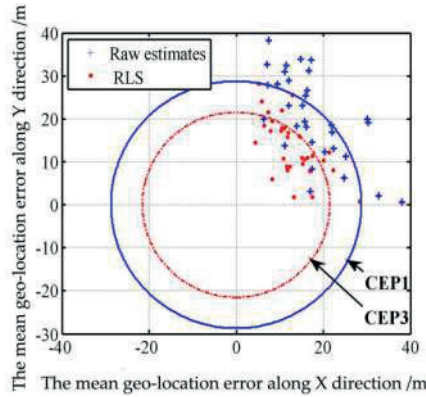 The mean geo-location error along Y direction /m
40
30
20
10
0
-10
-20
-30
-40
-20
0
20
40
Raw estimates
RLS
CEP1
CEP3
The mean geo-location error along X direction /m